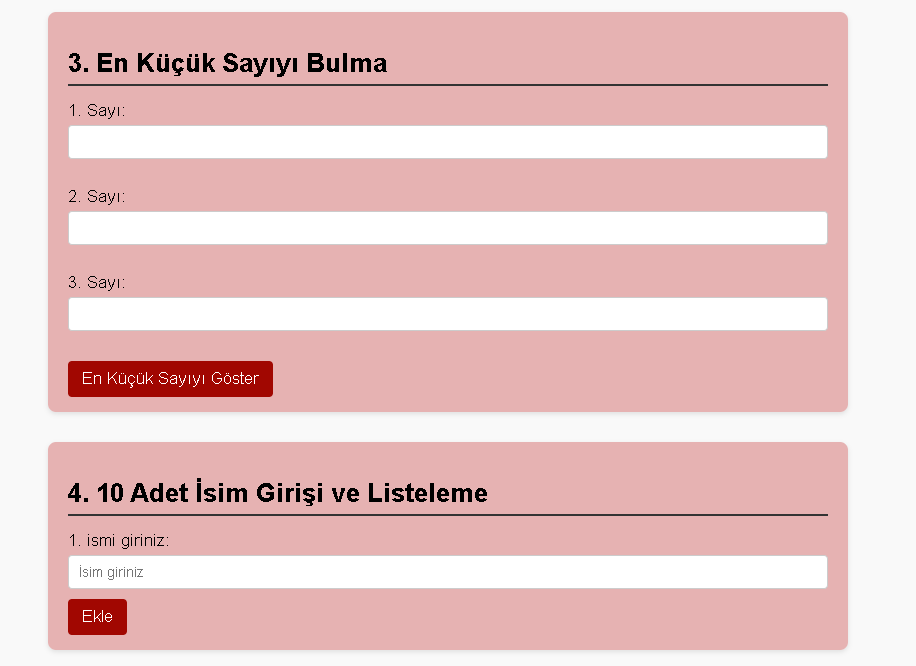 3. En Küçük Sayıyı Bulma
1. Sayı:
2. Sayı:
3. Sayı:
En Küçük Sayıyı Göster
4. 10 Adet İsim Girişi ve Listeleme
1. ismi giriniz:
İsim giriniz
Ekle